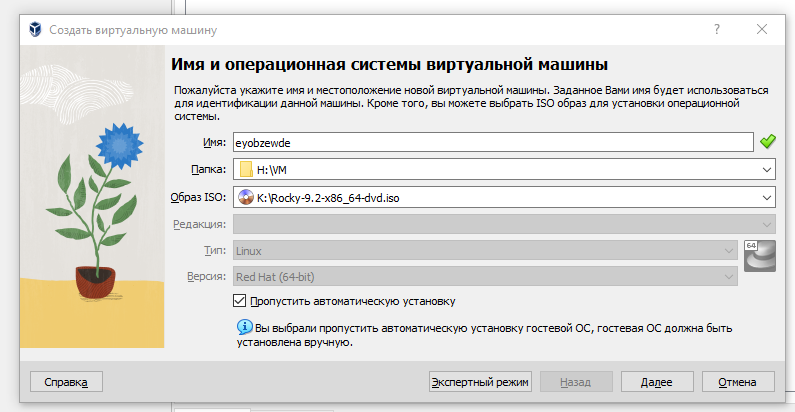 Создать виртуальную машину
Имя и операционная системы виртуальной машины
Пожалуйста укажите имя и местоположение новой виртуальной машины. Заданное Вами имя будет использоваться
для идентификации данной машины. Кроме того, вы можете выбрать ISO образ для установки операционной
системы.
Имя: eyobzewde
Папка: H:\VM
Образ ISO: K:\Rocky-9.2-x86_64-dvd.iso
Редакция:
Тип: Linux 64
Версия: Red Hat (64-bit)
Пропустить автоматическую установку
Вы выбрали пропустить автоматическую установку гостевой ОС, гостевая ОС должна быть
установлена вручную.
Справка Экспертный режим Назад Далее Отмена